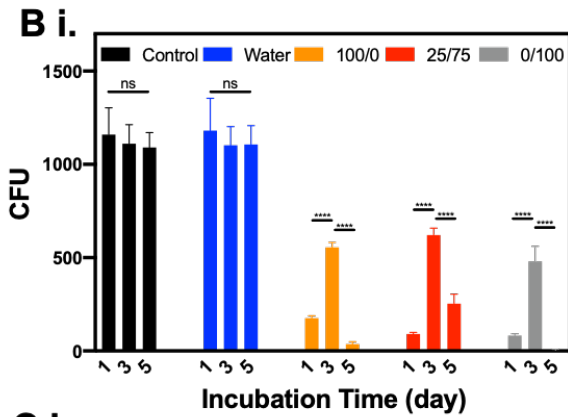 B i.
Control Water 100/0 25/75 0/100
1500
ns ns
1000
CFU
**** **** **** **** **** ****
500
0
1 3 5 1 3 5 1 3 5 1 3 5 1 3 5
Incubation Time (day)